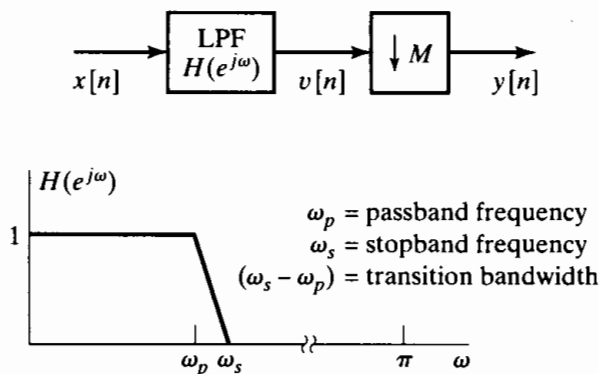 LPF
H(e^{jω})
↓ M
x[n]
v[n]
y[n]
H(e^{jω})
1
ω_p = passband frequency
ω_s = stopband frequency
(ω_s − ω_p) = transition bandwidth
ω_p
ω_s
π
ω